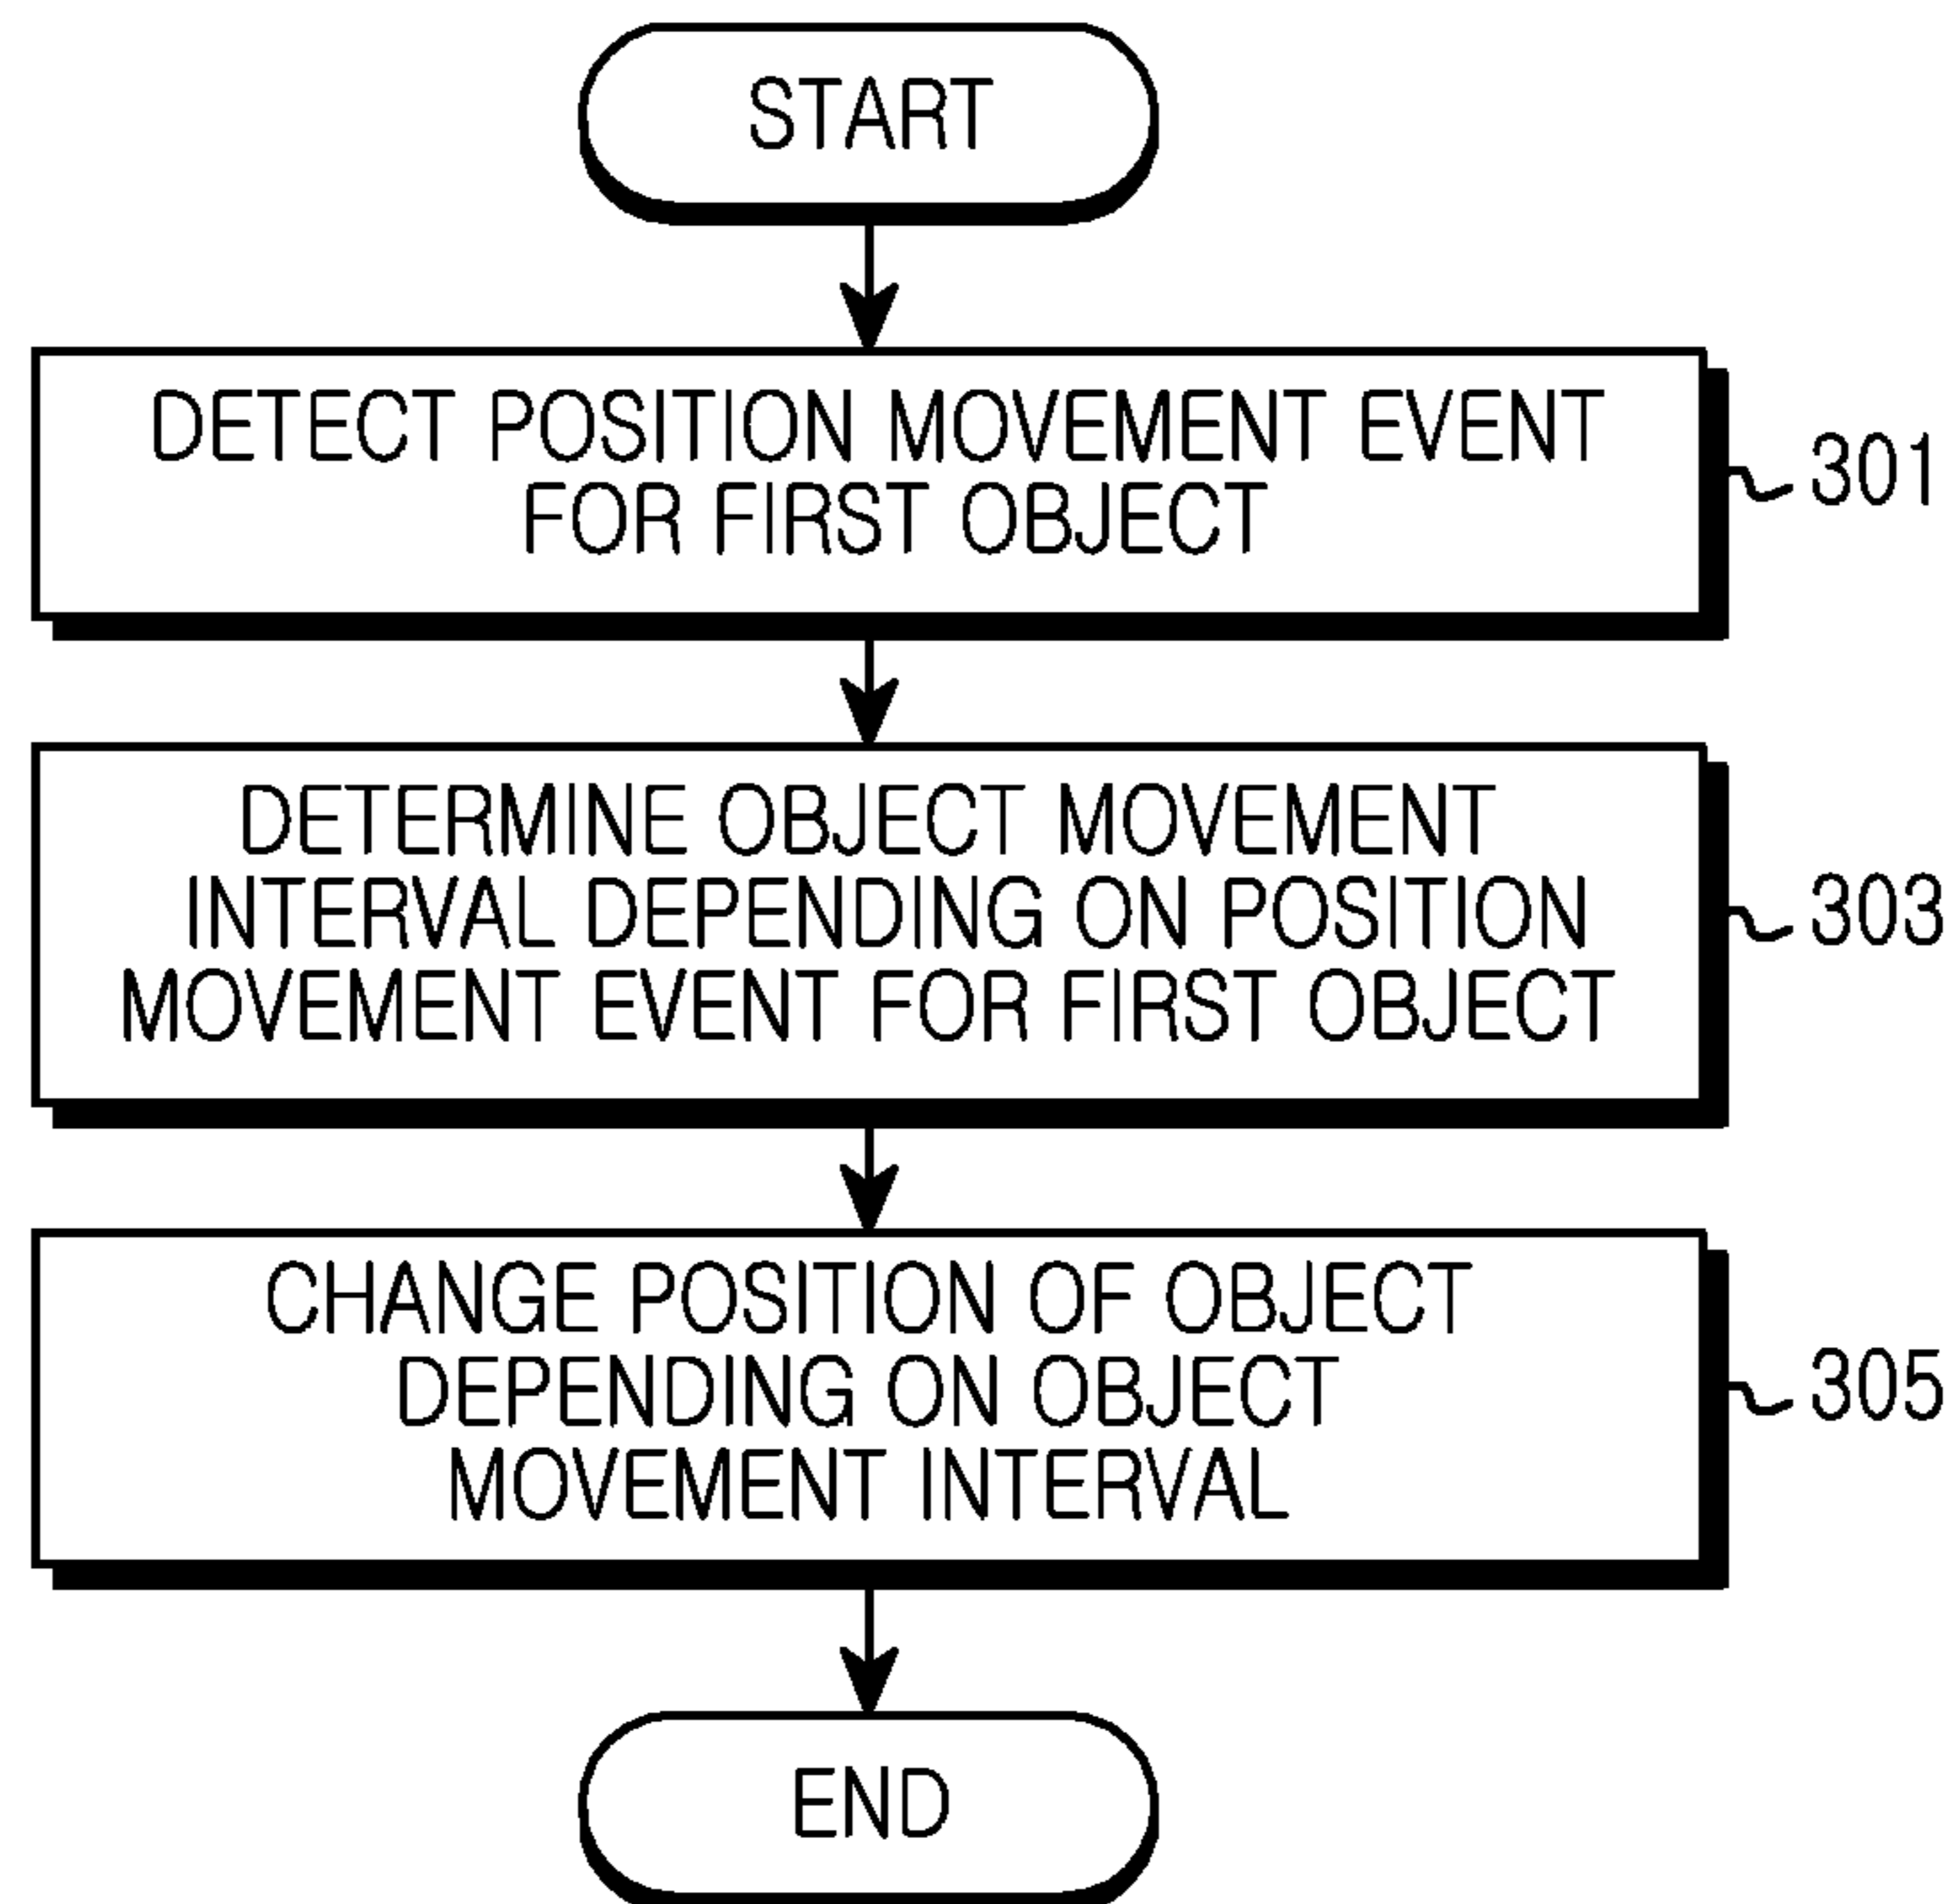 START
DETECT POSITION MOVEMENT EVENT
FOR FIRST OBJECT
301
DETERMINE OBJECT MOVEMENT
INTERVAL DEPENDING ON POSITION
MOVEMENT EVENT FOR FIRST OBJECT
303
CHANGE POSITION OF OBJECT
DEPENDING ON OBJECT
MOVEMENT INTERVAL
305
END